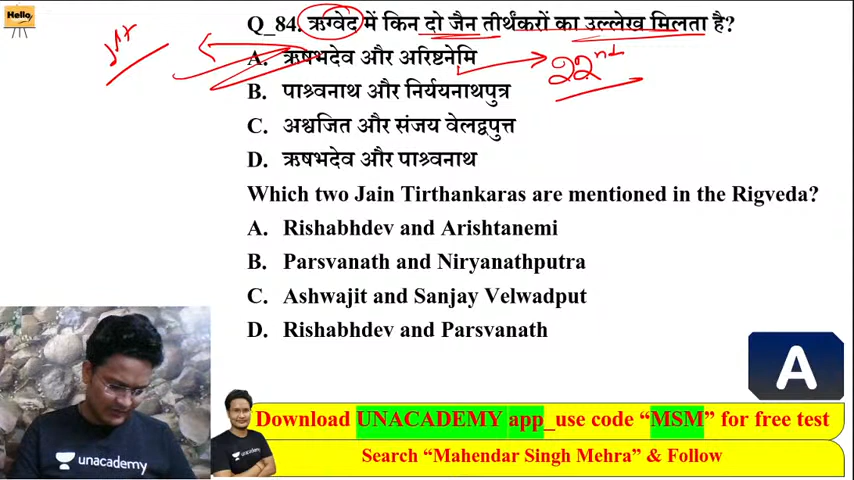 Hello
Q_84. ऋग्वेद में किन दो जैन तीर्थंकरों का उल्लेख मिलता है?
1st
A. ऋषभदेव और अरिष्टनेमि
22nd
B. पाश्र्वनाथ और निर्ययनाथपुत्र
C. अश्वजित और संजय वेलद्वपुत्त
D. ऋषभदेव और पाश्र्वनाथ
Which two Jain Tirthankaras are mentioned in the Rigveda?
A. Rishabhdev and Arishtanemi
B. Parsvanath and Niryanathputra
C. Ashwajit and Sanjay Velwadput
D. Rishabhdev and Parsvanath
A
unacademy
Download UNACADEMY app_use code “MSM” for free test
Search “Mahendar Singh Mehra” & Follow